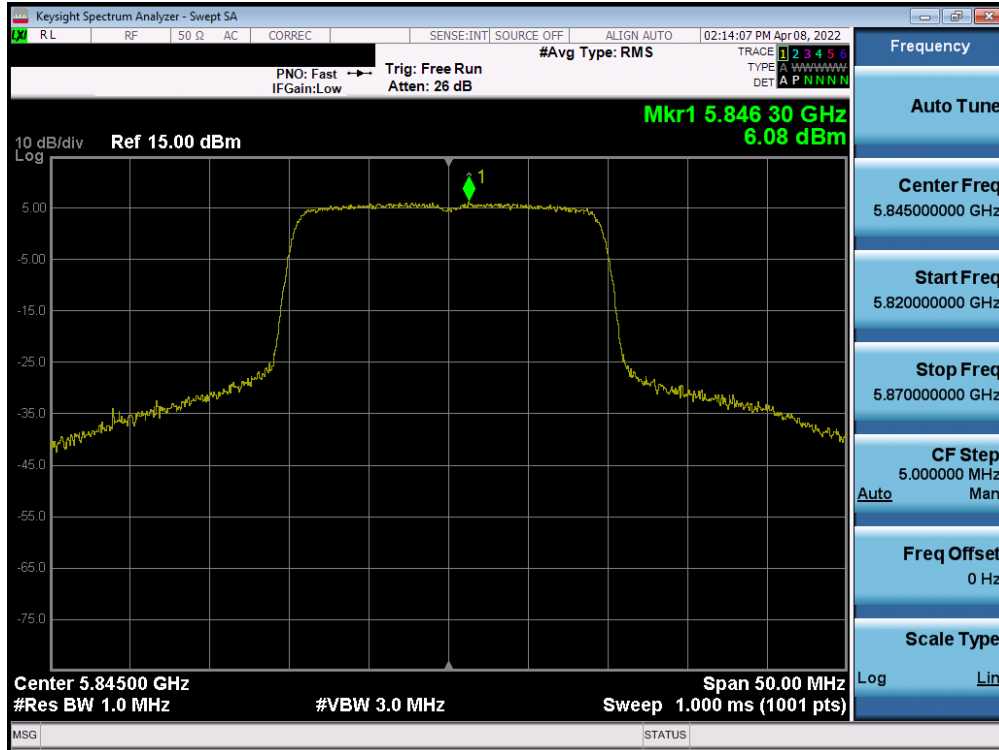 Keysight Spectrum Analyzer - Swept SA
LXI RL RF 50 Ω AC CORREC SENSE:INT SOURCE OFF ALIGN AUTO 02:14:07 PM Apr 08, 2022
#Avg Type: RMS
TRACE 1 2 3 4 5 6
TYPE A WWWWW
DET A P N N N N
PNO: Fast
IFGain:Low
Trig: Free Run
Atten: 26 dB
Mkr1 5.846 30 GHz
6.08 dBm
10 dB/div Ref 15.00 dBm
Log
1
5.00
-5.00
-15.0
-25.0
-35.0
-45.0
-55.0
-65.0
-75.0
Center 5.84500 GHz Span 50.00 MHz
#Res BW 1.0 MHz #VBW 3.0 MHz Sweep 1.000 ms (1001 pts)
MSG STATUS
Frequency
Auto Tune
Center Freq
5.845000000 GHz
Start Freq
5.820000000 GHz
Stop Freq
5.870000000 GHz
CF Step
5.000000 MHz
Auto Man
Freq Offset
0 Hz
Scale Type
Log Lin